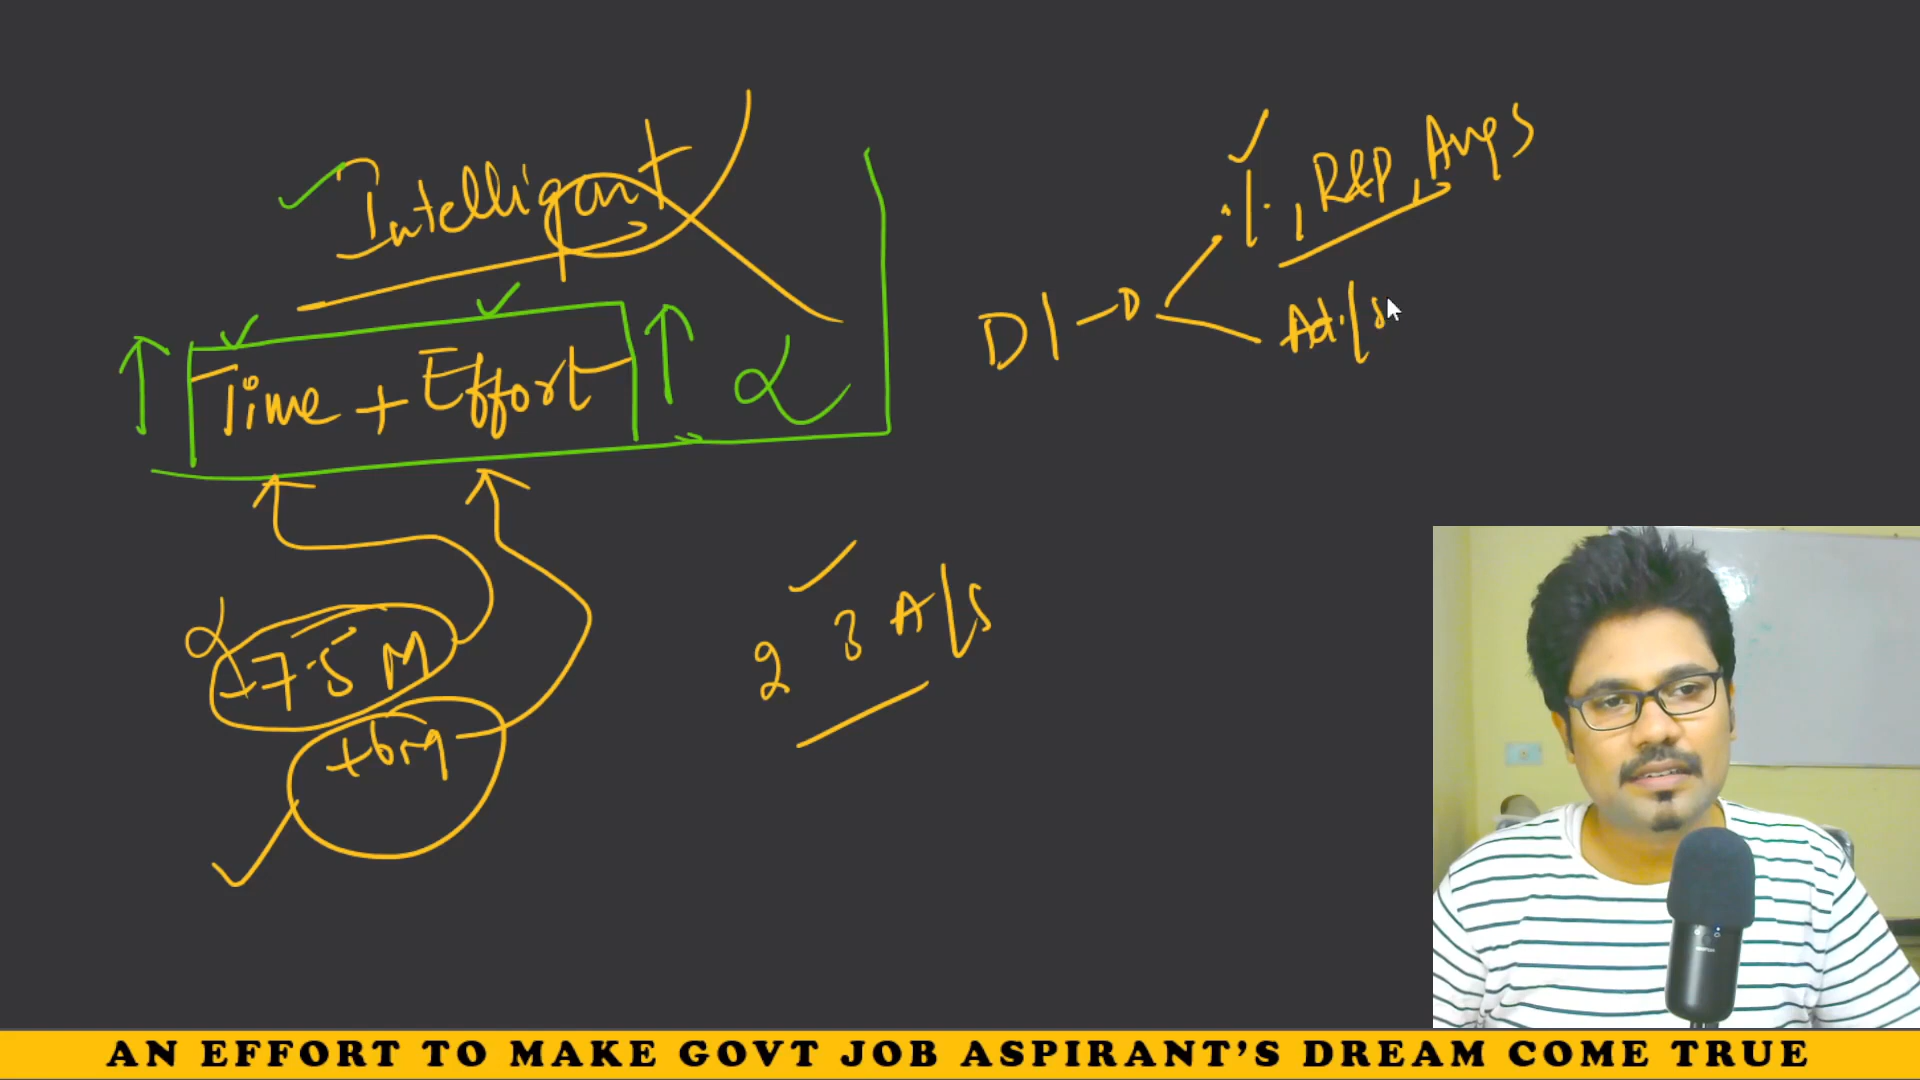 Intelligent
Time + Effort
α
+7.5 M
α
2 3 A/S
DI →
%, R&P, Avgs
AN EFFORT TO MAKE GOVT JOB ASPIRANT'S DREAM COME TRUE